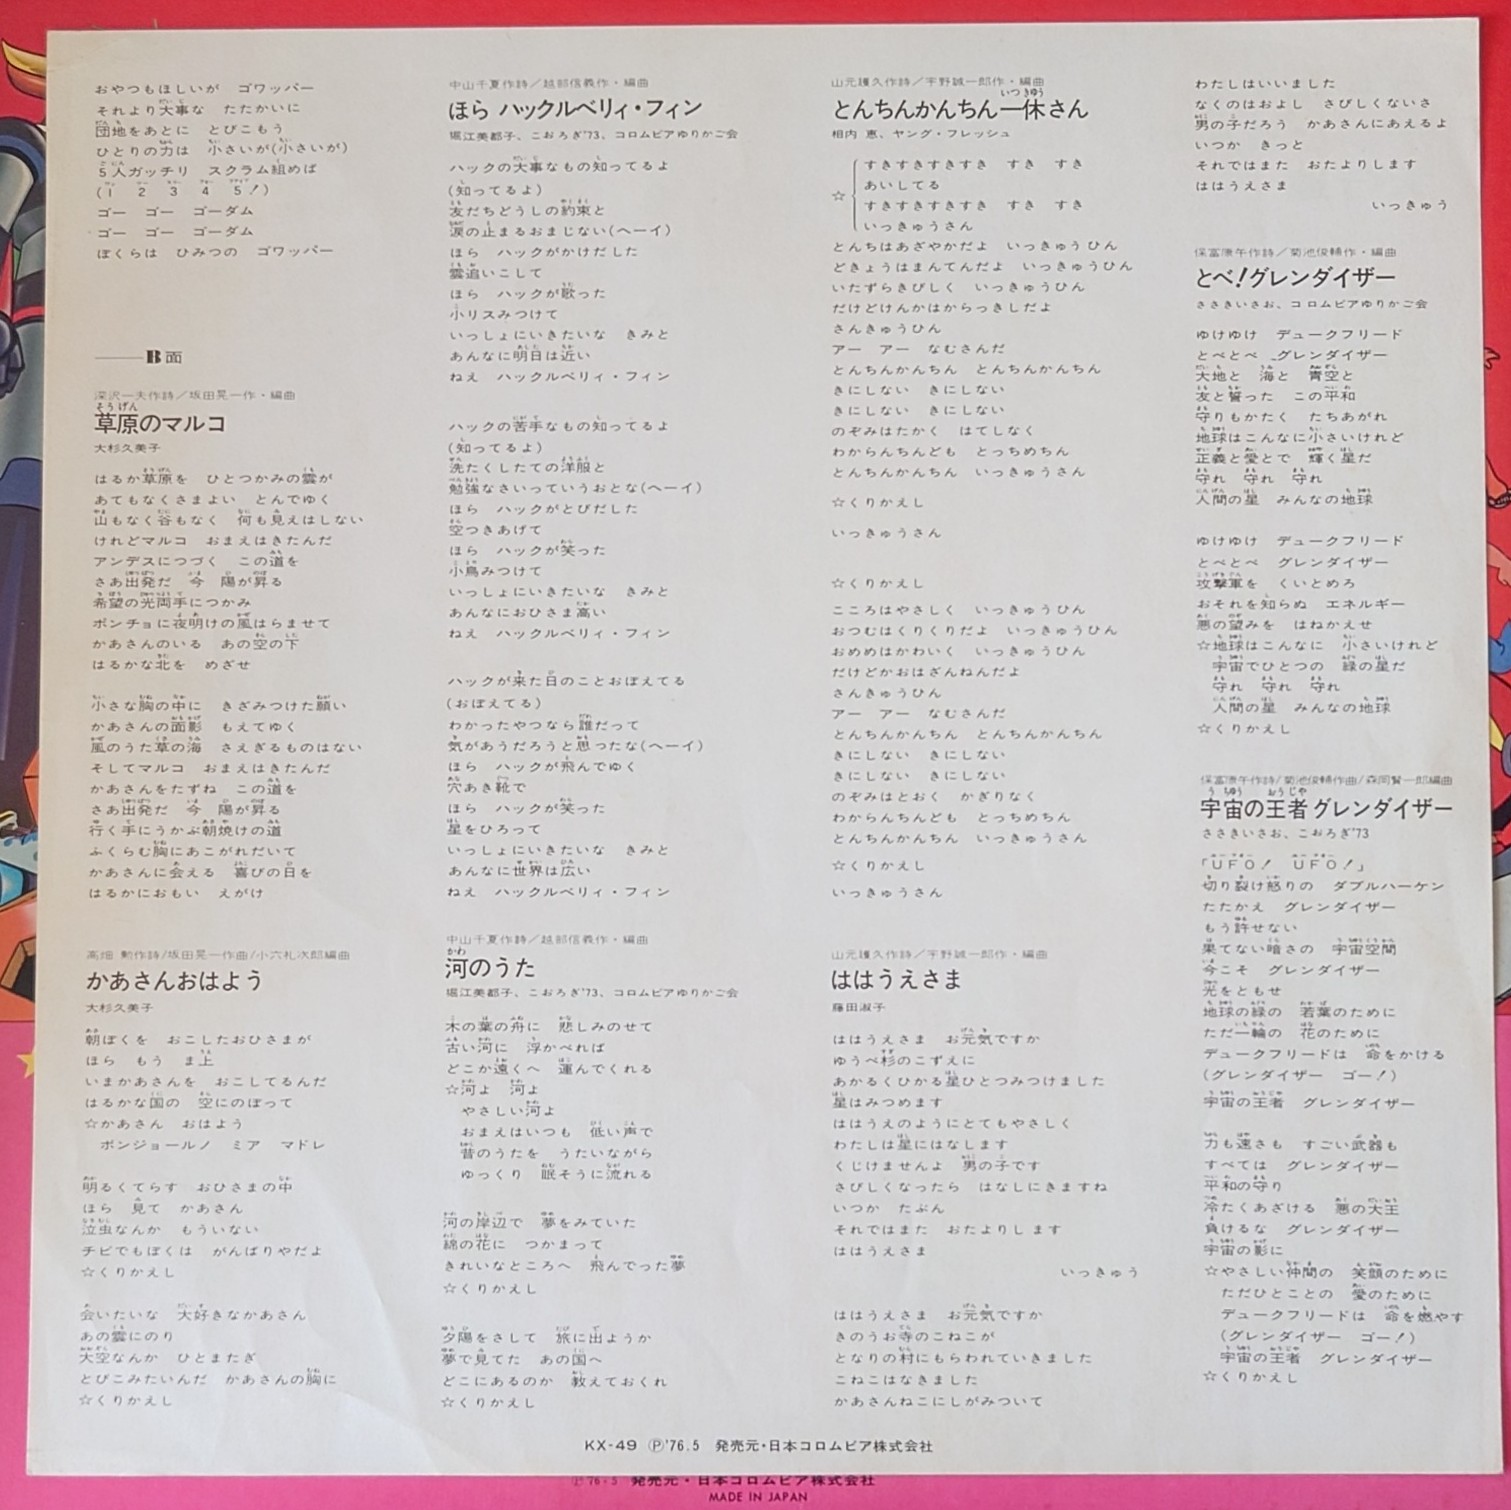 おやつもほしいが　ゴワッパー
それより大事な　たたかいに
団地をあとに　とびこもう
ひとりの力は　小さいが(小さいが)
5人ガッチリ　スクラム組めば
(1　2　3　4　5！)
ゴー　ゴー　ゴーダム
ゴー　ゴー　ゴーダム
ぼくらは　ひみつの　ゴワッパー
B面
深沢一夫作詩／坂田晃一作・編曲
草原のマルコ
大杉久美子
はるか草原を　ひとつかみの雲が
あてもなくさまよい　とんでゆく
山もなく谷もなく　何も見えはしない
けれどマルコ　おまえはきたんだ
アンデスにつづく　この道を
さあ出発だ　今　陽が昇る
希望の光両手につかみ
ポンチョに夜明けの風はらませて
かあさんのいる　あの空の下
はるかな北を　めざせ
小さな胸の中に　きざみつけた願い
かあさんの面影　もえてゆく
風のうた草の海　さえぎるものはない
そしてマルコ　おまえはきたんだ
かあさんをたずね　この道を
さあ出発だ　今　陽が昇る
行く手にうかぶ朝焼けの道
ふくらむ胸にあこがれだいて
かあさんに会える　喜びの日を
はるかにおもい　えがけ
高畑　勲作詩/坂田晃一作曲/小六礼次郎編曲
かあさんおはよう
大杉久美子
朝ぼくを　おこしたおひさまが
ほら　もう　ま上
いまかあさんを　おこしてるんだ
はるかな国の　空にのぼって
☆かあさん　おはよう
ボンジョールノ　ミア　マドレ
明るくてらす　おひさまの中
ほら　見て　かあさん
泣虫なんか　もういない
チビでもぼくは　がんばりやだよ
☆くりかえし
会いたいな　大好きなかあさん
あの雲にのり
大空なんか　ひとまたぎ
とびこみたいんだ　かあさんの胸に
☆くりかえし
中山千夏作詩／越部信義作・編曲
ほら ハックルベリィ・フィン
堀江美都子、こおろぎ'73、コロムビアゆりかご会
ハックの大事なもの知ってるよ
(知ってるよ)
友だちどうしの約束と
涙の止まるおまじない(ヘーイ)
ほら　ハックがかけだした
雲追いこして
ほら　ハックが歌った
小リスみつけて
いっしょにいきたいな　きみと
あんなに明日は近い
ねえ　ハックルベリィ・フィン
ハックの苦手なもの知ってるよ
(知ってるよ)
洗たくしたての洋服と
勉強なさいっていうおとな(ヘーイ)
ほら　ハックがとびだした
空つきあげて
ほら　ハックが笑った
小鳥みつけて
いっしょにいきたいな　きみと
あんなにおひさま高い
ねえ　ハックルベリィ・フィン
ハックが来た日のことおぼえてる
(おぼえてる)
わかったやつなら誰だって
気があうだろうと思ったな(ヘーイ)
ほら　ハックが飛んでゆく
穴あき靴で
ほら　ハックが笑った
星をひろって
いっしょにいきたいな　きみと
あんなに世界は広い
ねえ　ハックルベリィ・フィン
中山千夏作詩／越部信義作・編曲
河のうた
堀江美都子、こおろぎ'73、コロムビアゆりかご会
木の葉の舟に　悲しみのせて
古い河に　浮かべれば
どこか遠くへ　運んでくれる
☆河よ　河よ
やさしい河よ
おまえはいつも　低い声で
昔のうたを　うたいながら
ゆっくり　眠そうに流れる
河の岸辺で　夢をみていた
綿の花に　つかまって
きれいなところへ　飛んでった夢
☆くりかえし
夕陽をさして　旅に出ようか
夢で見てた　あの国へ
どこにあるのか　教えておくれ
☆くりかえし
山元護久作詩／宇野誠一郎作・編曲
とんちんかんちん一休さん
相内 恵、ヤング・フレッシュ
すきすきすきすき　すき　すき
あいしてる
☆
すきすきすきすき　すき　すき
いっきゅうさん
とんちはあざやかだよ　いっきゅうひん
どきょうはまんてんだよ　いっきゅうひん
いたずらきびしく　いっきゅうひん
だけどけんかはからっきしだよ
さんきゅうひん
アー　アー　なむさんだ
とんちんかんちん　とんちんかんちん
きにしない　きにしない
きにしない　きにしない
のぞみはたかく　はてしなく
わからんちんども　とっちめちん
とんちんかんちん　いっきゅうさん
☆くりかえし
いっきゅうさん
☆くりかえし
こころはやさしく　いっきゅうひん
おつむはくりくりだよ　いっきゅうひん
おめめはかわいく　いっきゅうひん
だけどかおはざんねんだよ
さんきゅうひん
アー　アー　なむさんだ
とんちんかんちん　とんちんかんちん
きにしない　きにしない
きにしない　きにしない
のぞみはとおく　かぎりなく
わからんちんども　とっちめちん
とんちんかんちん　いっきゅうさん
☆くりかえし
いっきゅうさん
山元護久作詩／宇野誠一郎作・編曲
ははうえさま
藤田淑子
ははうえさま　お元気ですか
ゆうべ杉のこずえに
あかるくひかる星ひとつみつけました
星はみつめます
ははうえのようにとてもやさしく
わたしは星にはなします
くじけませんよ　男の子です
さびしくなったら　はなしにきますね
いつか　たぶん
それではまた　おたよりします
ははうえさま
いっきゅう
ははうえさま　お元気ですか
きのうお寺のこねこが
となりの村にもらわれていきました
こねこはなきました
かあさんねこにしがみついて
わたしはいいました
なくのはおよし　さびしくないさ
男の子だろう　かあさんにあえるよ
いつか　きっと
それではまた　おたよりします
ははうえさま
いっきゅう
保富康午作詩／菊池俊輔作・編曲
とべ！グレンダイザー
ささきいさお、コロムビアゆりかご会
ゆけゆけ　デュークフリード
とべとべ　グレンダイザー
大地と　海と　青空と
友と誓った　この平和
守りもかたく　たちあがれ
地球はこんなに小さいけれど
正義と愛とで　輝く星だ
守れ　守れ　守れ
人間の星　みんなの地球
ゆけゆけ　デュークフリード
とべとべ　グレンダイザー
攻撃軍を　くいとめろ
おそれを知らぬ　エネルギー
悪の望みを　はねかえせ
☆地球はこんなに　小さいけれど
宇宙でひとつの　緑の星だ
守れ　守れ　守れ
人間の星　みんなの地球
☆くりかえし
保富康午作詩/菊池俊輔作曲/森岡賢一郎編曲
宇宙の王者 グレンダイザー
ささきいさお、こおろぎ'73
「UFO！　UFO！」
切り裂け怒りの　ダブルハーケン
たたかえ　グレンダイザー
もう許せない
果てない暗さの　宇宙空間
今こそ　グレンダイザー
光をともせ
地球の緑の　若葉のために
ただ一輪の　花のために
デュークフリードは　命をかける
(グレンダイザー　ゴー！)
宇宙の王者　グレンダイザー
力も速さも　すごい武器も
すべては　グレンダイザー
平和の守り
冷たくあざける　悪の大王
負けるな　グレンダイザー
宇宙の影に
☆やさしい仲間の　笑顔のために
ただひとことの　愛のために
デュークフリードは　命を燃やす
(グレンダイザー　ゴー！)
宇宙の王者　グレンダイザー
☆くりかえし
KX-49 Ⓟ'76.5　発売元・日本コロムビア株式会社
Ⓟ'76・5　発売元・日本コロムビア株式会社
MADE IN JAPAN